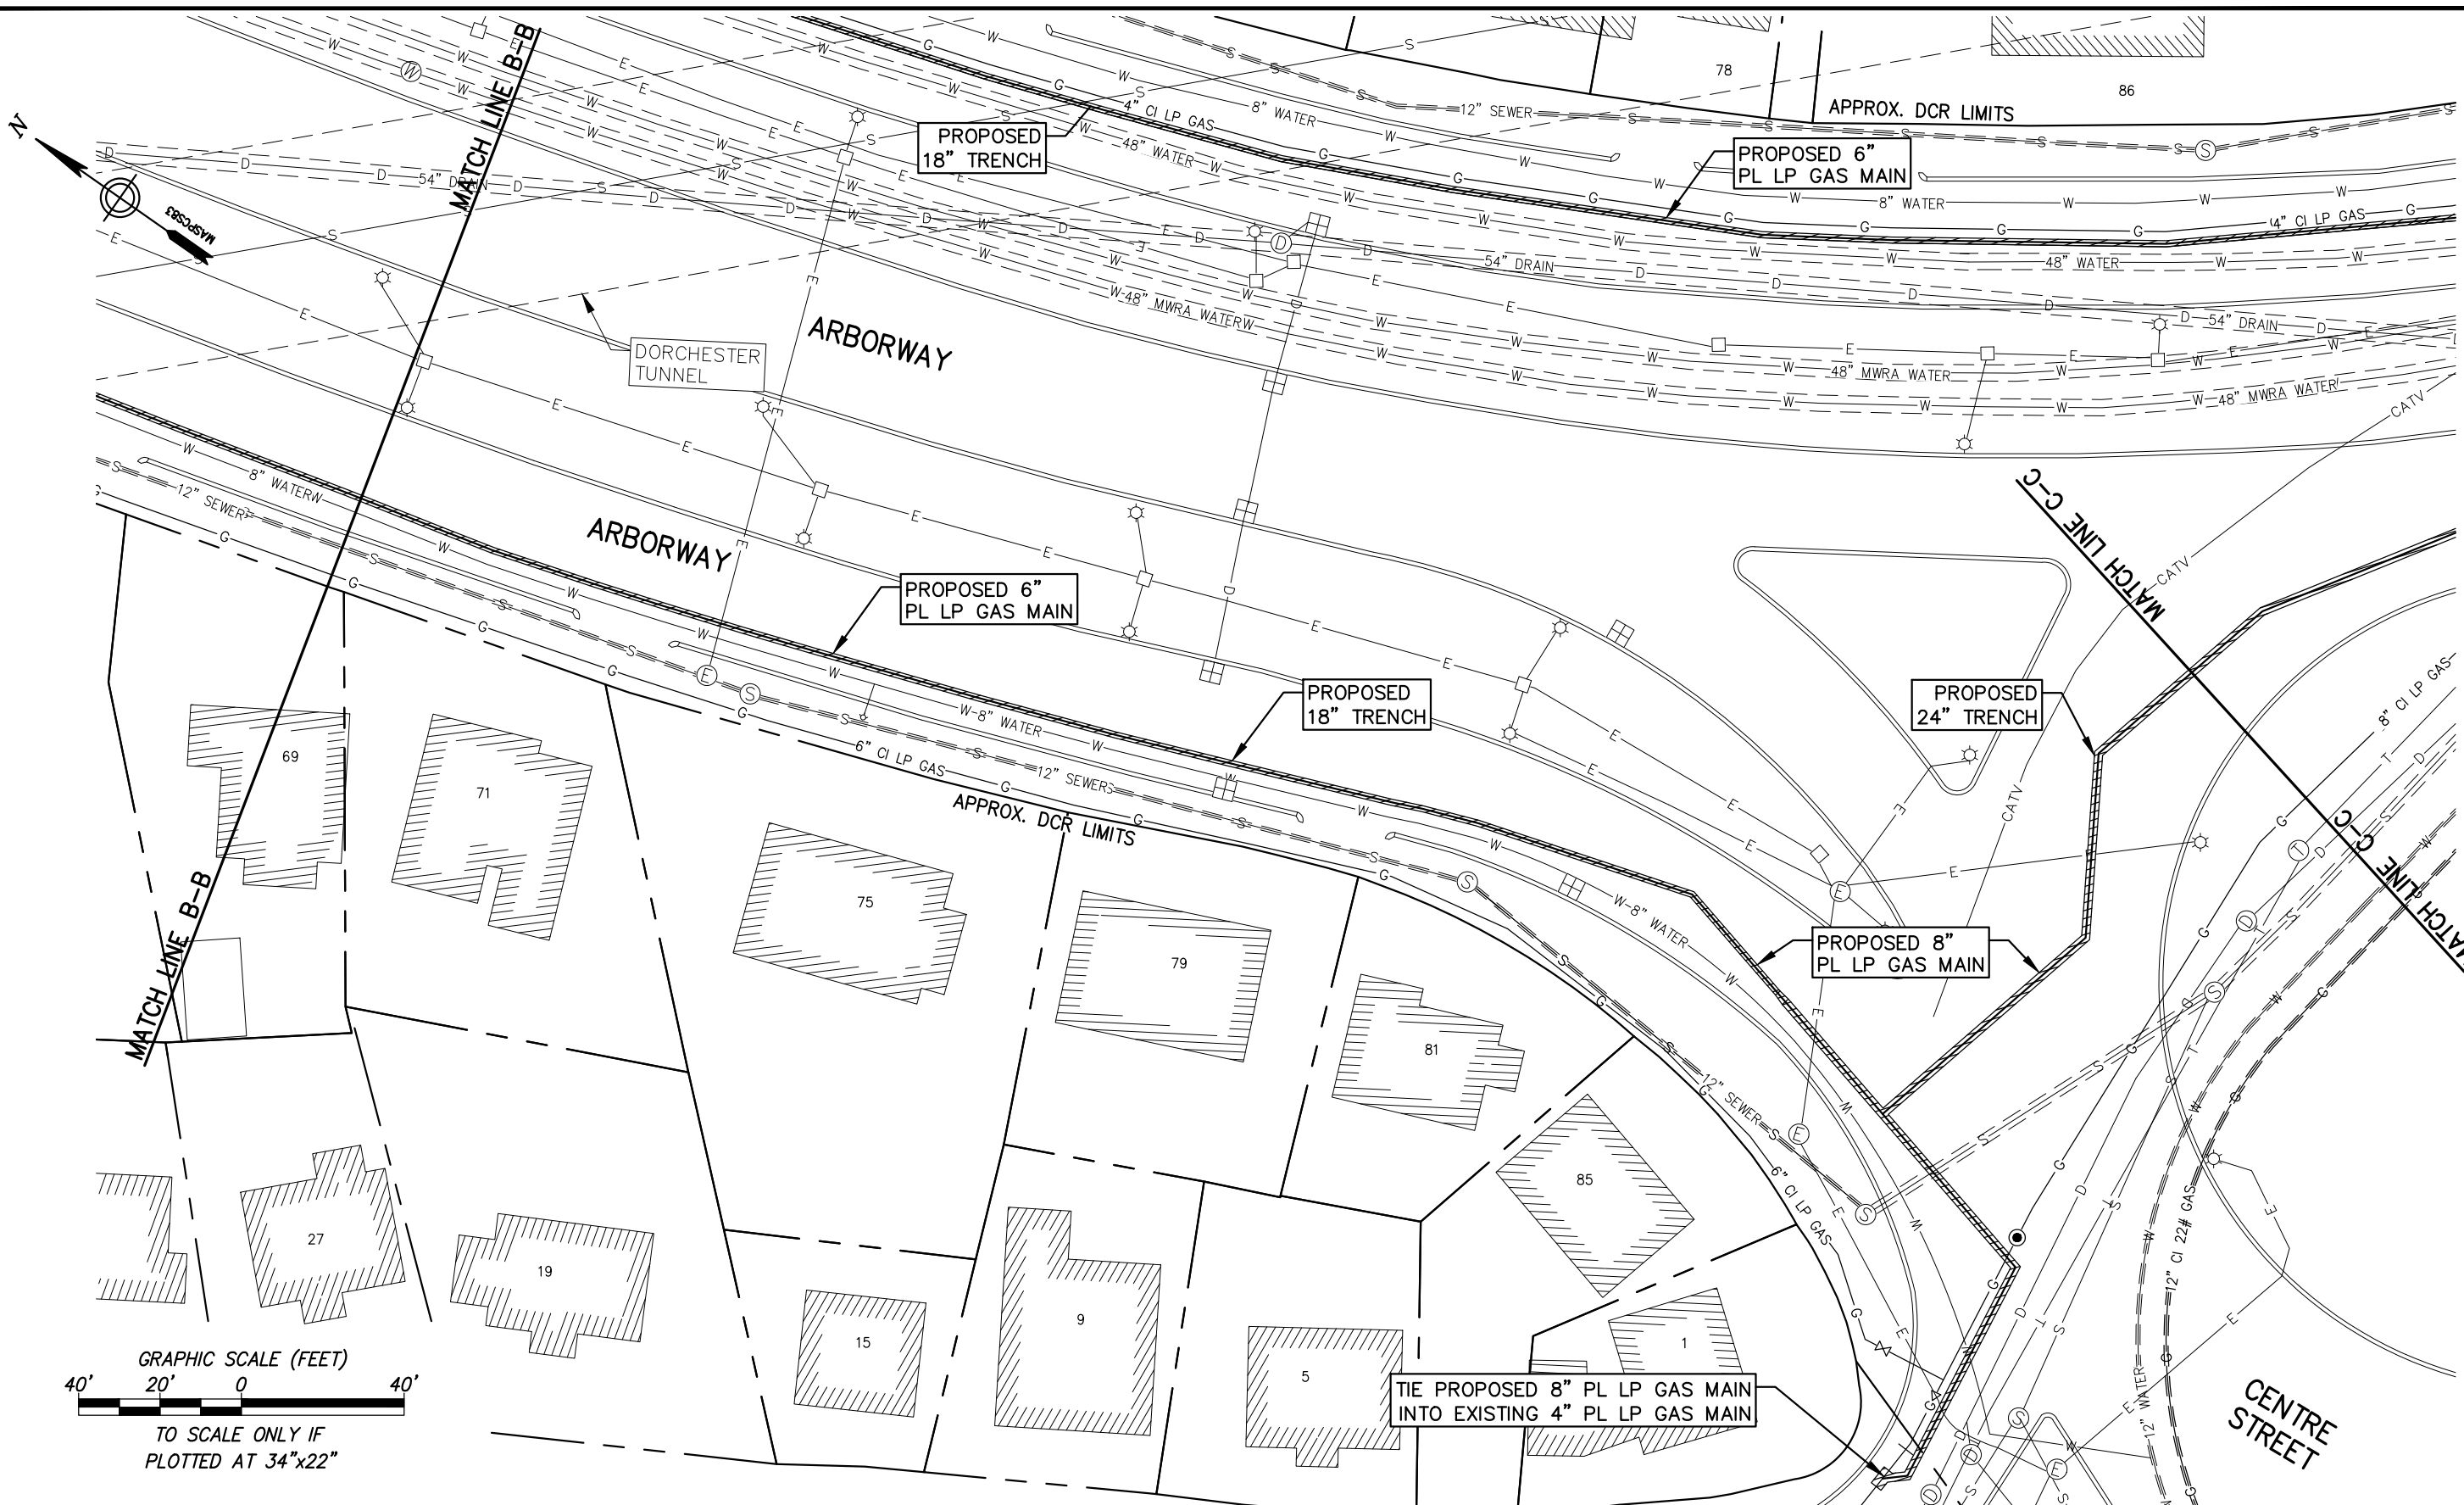 N
MASPCS83
MATCH LINE B-B
54" DRAIN
PROPOSED
18" TRENCH
4" CI LP GAS
48" WATER
8" WATER
12" SEWER
78
APPROX. DCR LIMITS
86
PROPOSED 6"
PL LP GAS MAIN
8" WATER
4" CI LP GAS
48" WATER
54" DRAIN
54" DRAIN
48" MWRA WATER
48" MWRA WATER
48" MWRA WATER
CATV
DORCHESTER
TUNNEL
ARBORWAY
8" WATER
12" SEWER
ARBORWAY
PROPOSED 6"
PL LP GAS MAIN
MATCH LINE C-C
CATV
PROPOSED
18" TRENCH
PROPOSED
24" TRENCH
8" CI LP GAS
8" WATER
6" CI LP GAS
12" SEWER
APPROX. DCR LIMITS
CATV
MATCH LINE C-C
MATCH LINE B-B
69
71
75
79
81
8" WATER
PROPOSED 8"
PL LP GAS MAIN
12" SEWER
6" CI LP GAS
85
12" CI 22# GAS
27
19
15
9
5
1
12" WATER
TIE PROPOSED 8" PL LP GAS MAIN
INTO EXISTING 4" PL LP GAS MAIN
CENTRE
STREET
GRAPHIC SCALE (FEET)
40' 20' 0 40'
TO SCALE ONLY IF
PLOTTED AT 34"x22"